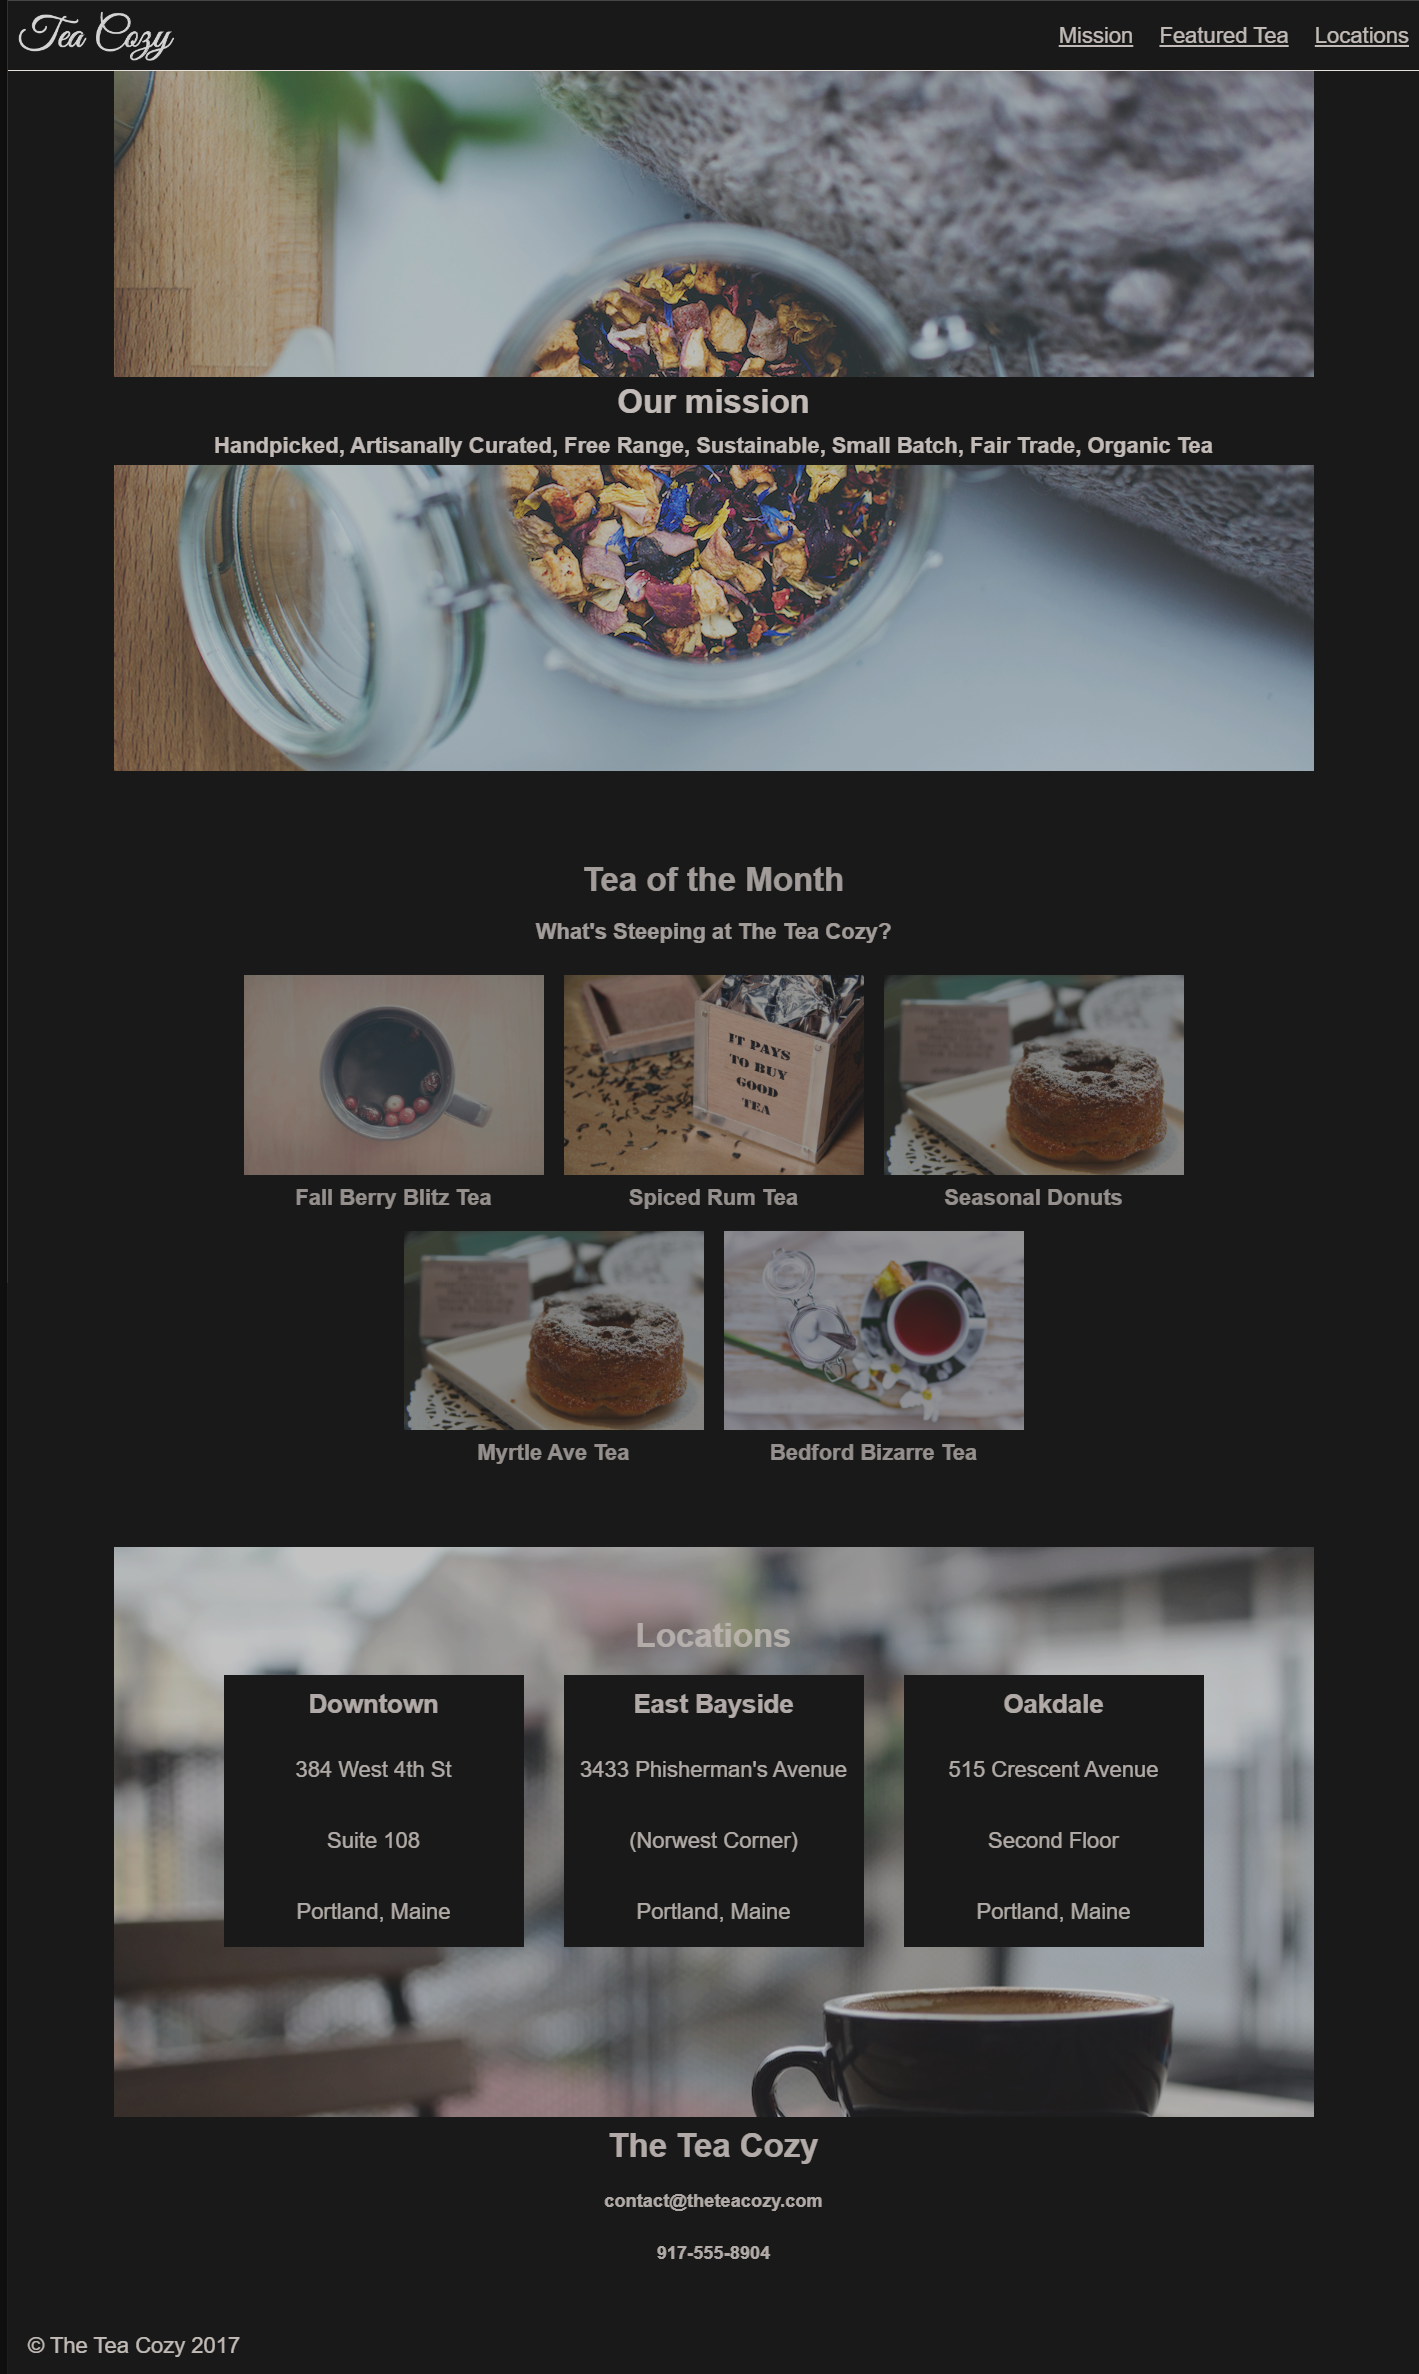 Tea Cozy
Mission Featured Tea Locations
Our mission
Handpicked, Artisanally Curated, Free Range, Sustainable, Small Batch, Fair Trade, Organic Tea
Tea of the Month
What's Steeping at The Tea Cozy?
IT PAYS
TO BUY
GOOD
TEA
Fall Berry Blitz Tea
Spiced Rum Tea
Seasonal Donuts
Myrtle Ave Tea
Bedford Bizarre Tea
Locations
Downtown
384 West 4th St
Suite 108
Portland, Maine
East Bayside
3433 Phisherman's Avenue
(Norwest Corner)
Portland, Maine
Oakdale
515 Crescent Avenue
Second Floor
Portland, Maine
The Tea Cozy
contact@theteacozy.com
917-555-8904
© The Tea Cozy 2017